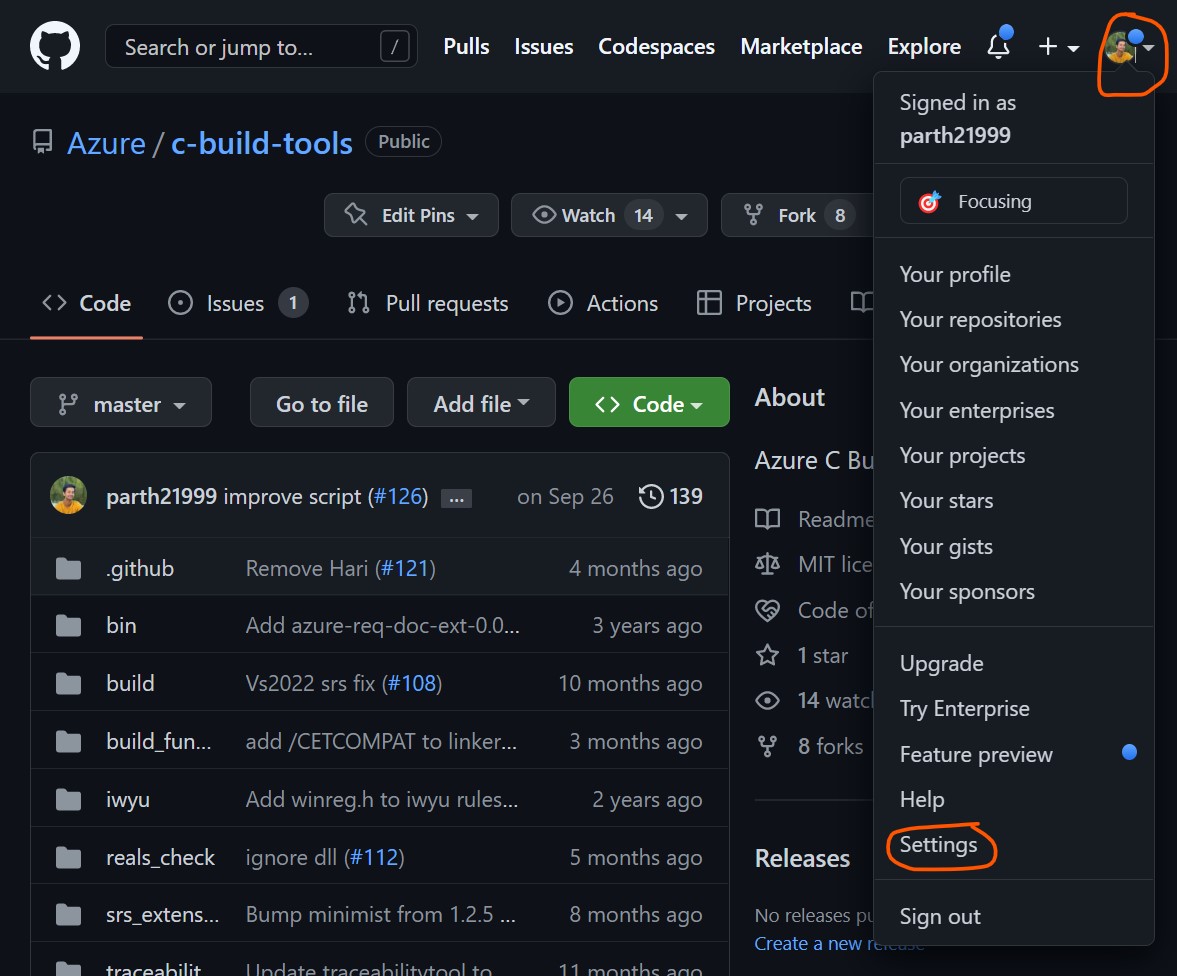 Search or jump to... /
Pulls Issues Codespaces Marketplace Explore
Azure / c-build-tools Public
Edit Pins Watch 14 Fork 8
Code Issues 1 Pull requests Actions Projects
master Go to file Add file Code
parth21999 improve script (#126) ... on Sep 26 139
.github Remove Hari (#121) 4 months ago
bin Add azure-req-doc-ext-0.0... 3 years ago
build Vs2022 srs fix (#108) 10 months ago
build_fun... add /CETCOMPAT to linker... 3 months ago
iwyu Add winreg.h to iwyu rules... 2 years ago
reals_check ignore dll (#112) 5 months ago
srs_extens... Bump minimist from 1.2.5 ... 8 months ago
traceabilit Update traceabilitytool to 11 months ago
About
Azure C Bu
Readme
MIT lice
Code of
1 star
14 watch
8 forks
Releases
No releases pu
Create a new release
Signed in as
parth21999
Focusing
Your profile
Your repositories
Your organizations
Your enterprises
Your projects
Your stars
Your gists
Your sponsors
Upgrade
Try Enterprise
Feature preview
Help
Settings
Sign out